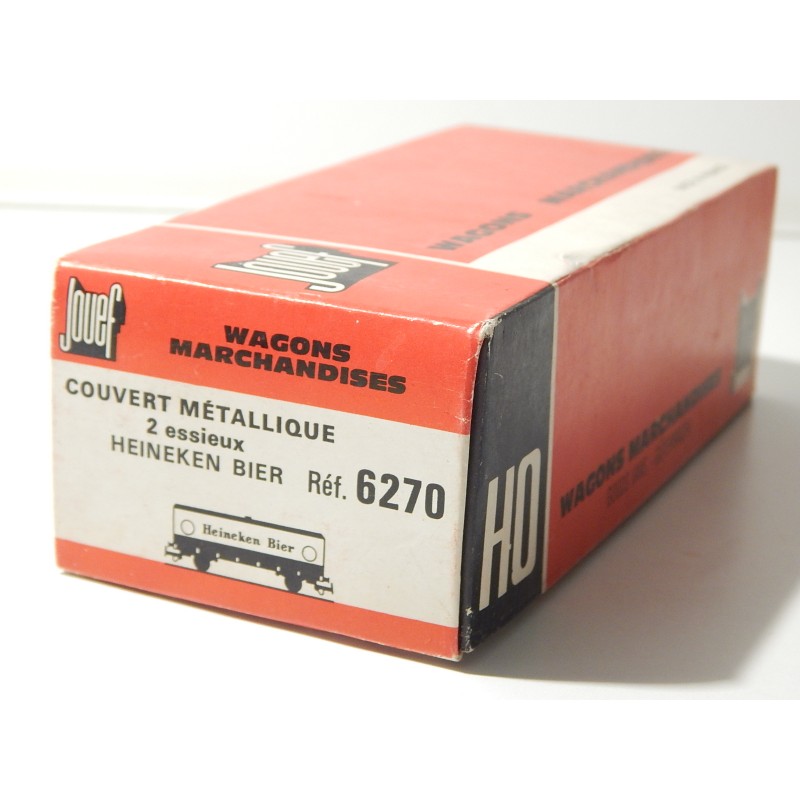 Jouef
WAGONS
MARCHANDISES
COUVERT MÉTALLIQUE
2 essieux
HEINEKEN BIER
Réf. 6270
Heineken Bier
Jouef
WAGONS MARCHANDISES
HO
WAGONS MARCHANDISES